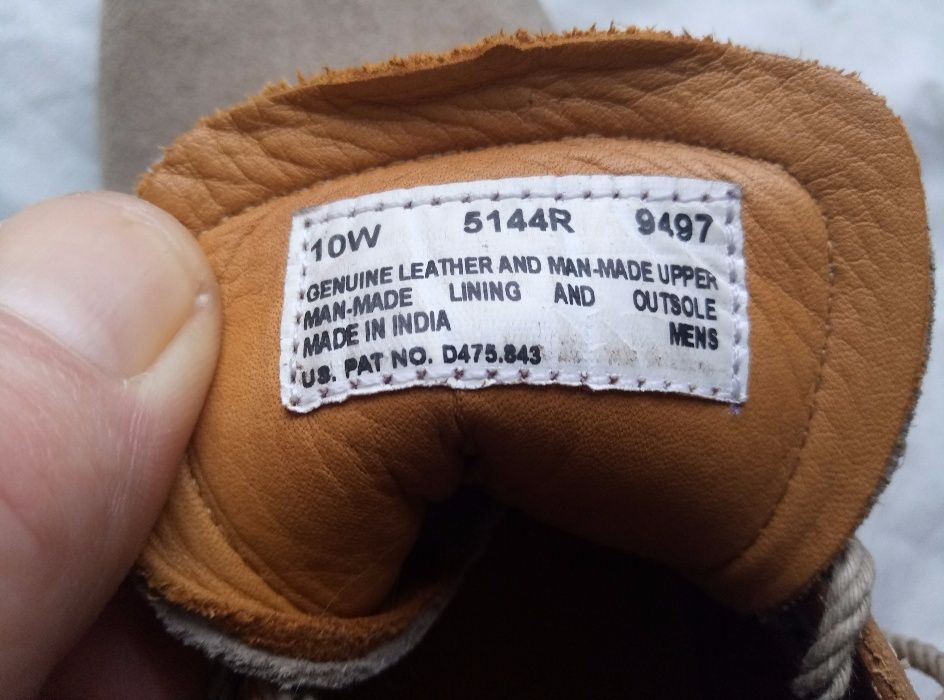 10W 5144R 9497
GENUINE LEATHER AND MAN-MADE UPPER
MAN-MADE LINING AND OUTSOLE
MADE IN INDIA MENS
US. PAT NO. D475.843